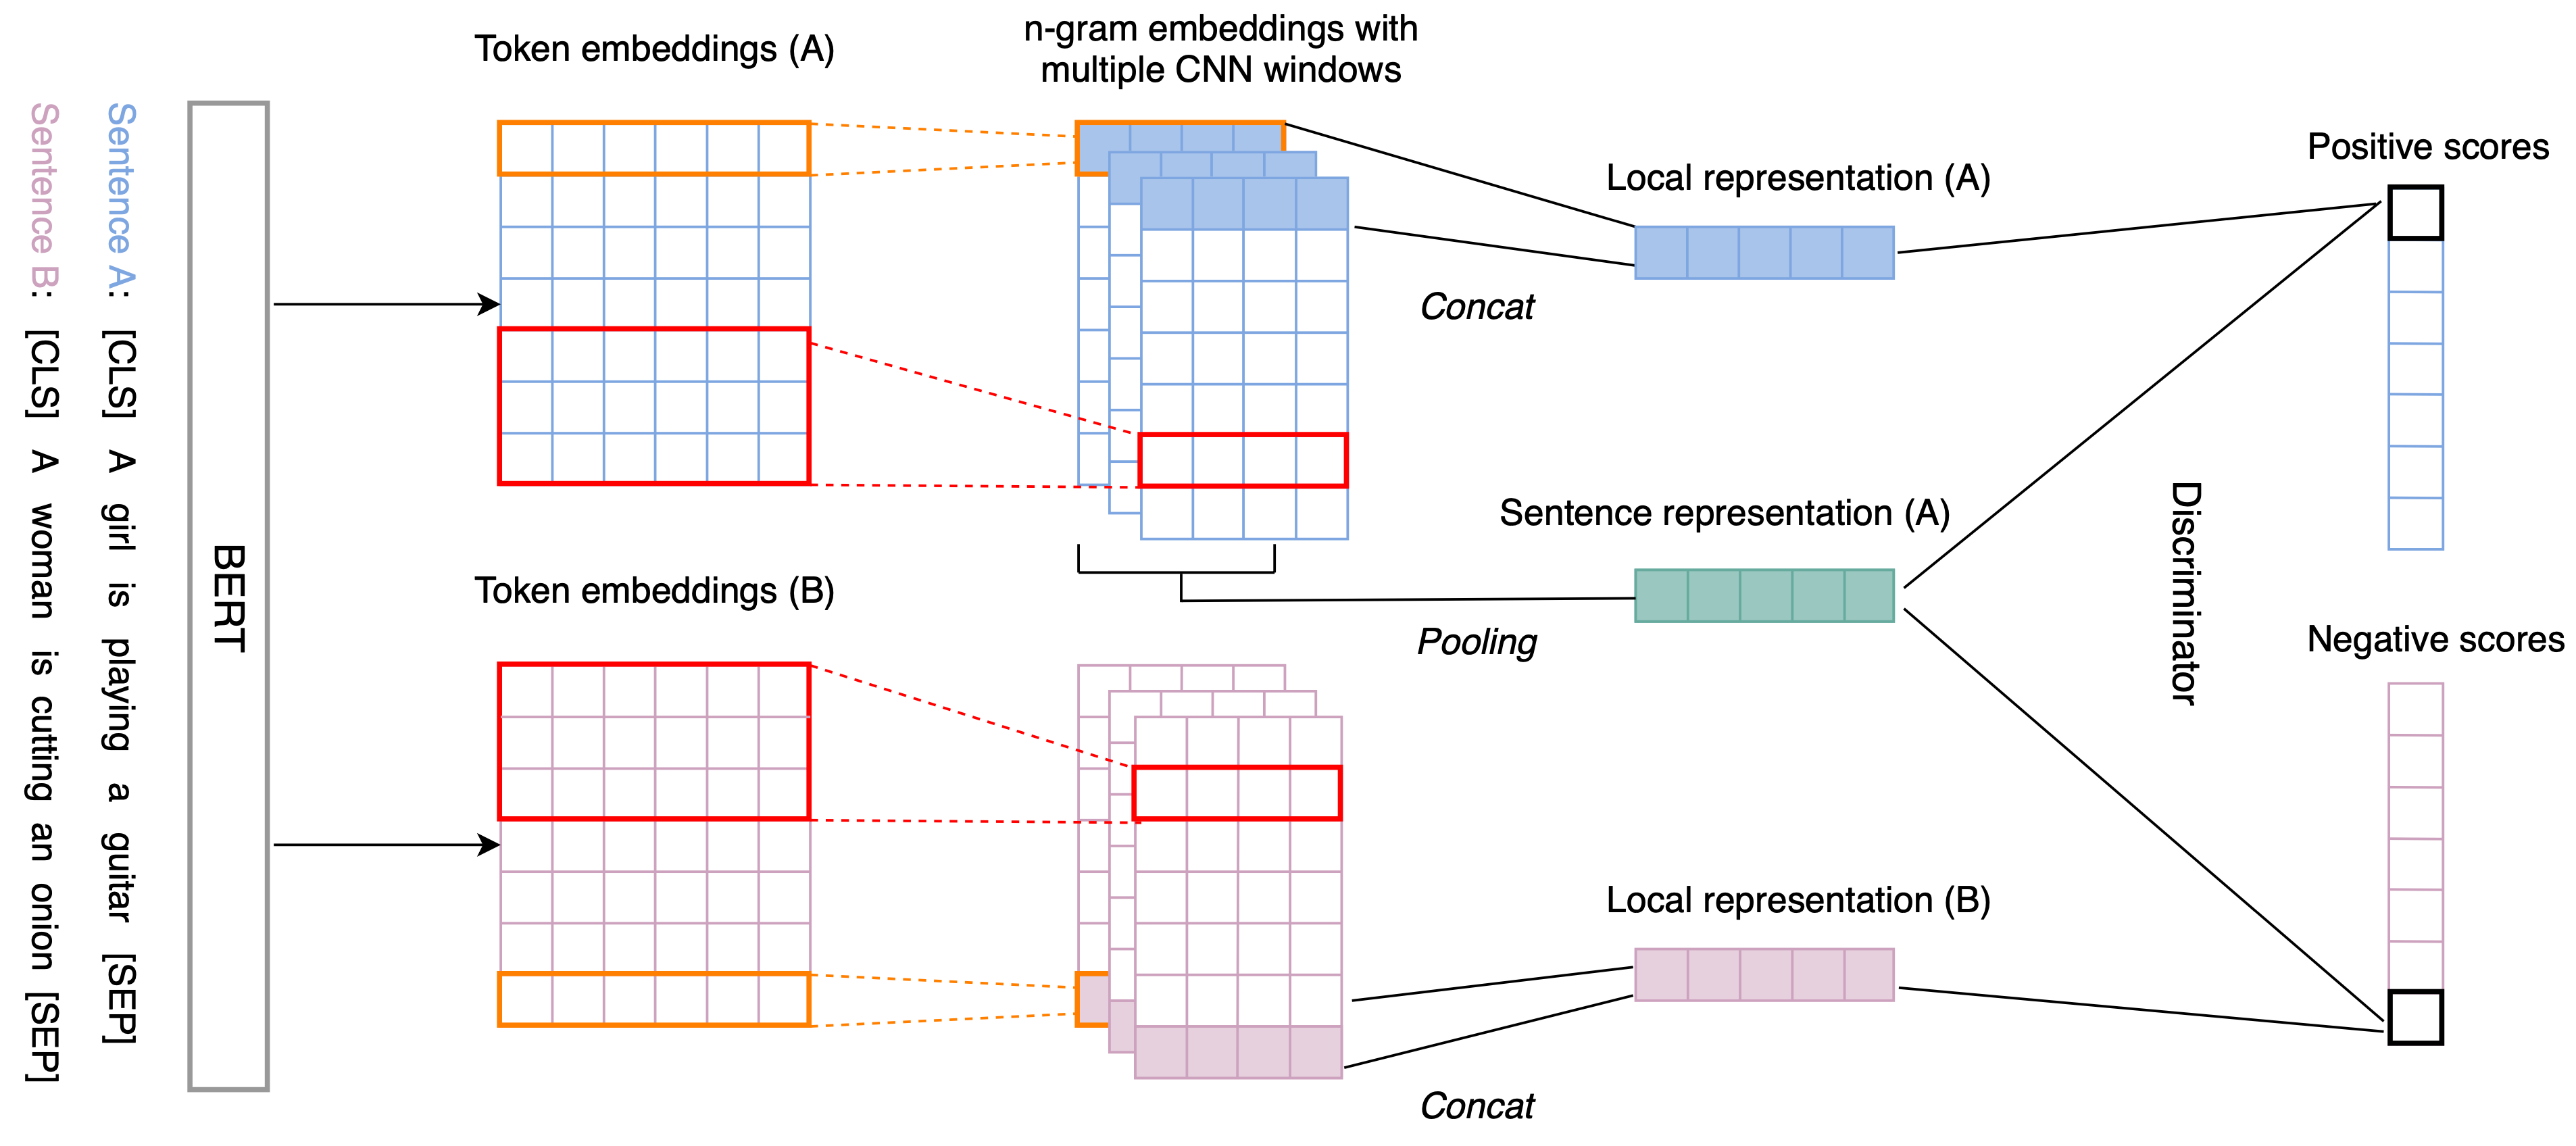 Sentence A: [CLS] A girl is playing a guitar [SEP]
Sentence B: [CLS] A woman is cutting an onion [SEP]
BERT
Token embeddings (A)
n-gram embeddings with
multiple CNN windows
Local representation (A)
Concat
Positive scores
Sentence representation (A)
Pooling
Discriminator
Token embeddings (B)
Negative scores
Local representation (B)
Concat